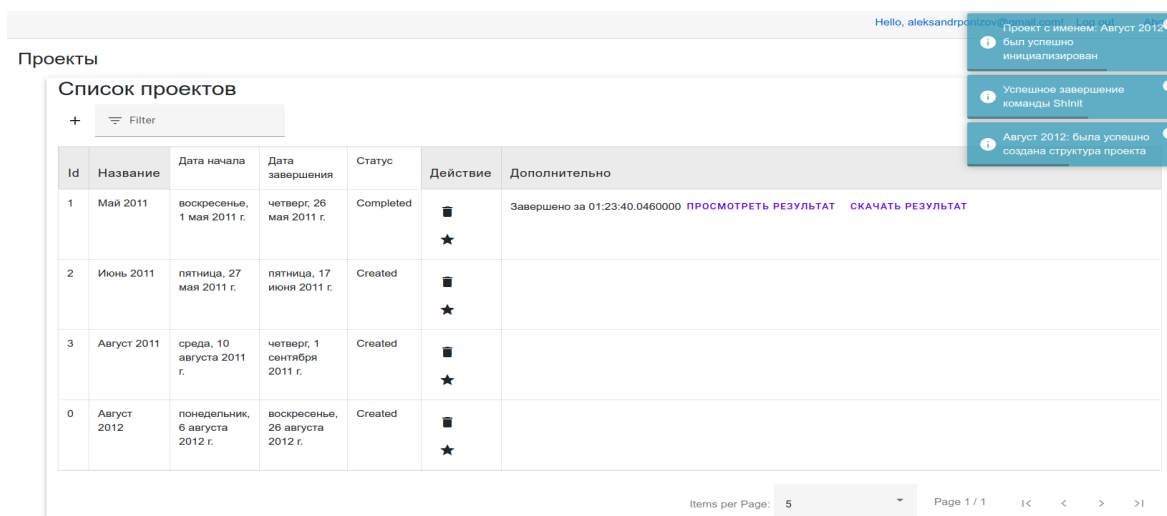 Hello, aleksandrponizov@gmail.com! Log out
Проект с именем: Август 2012
был успешно
инициализирован
Проекты
Успешное завершение
команды ShInit
Список проектов
Filter
Август 2012: была успешно
создана структура проекта
Id Название Дата начала Дата завершения Статус Действие Дополнительно
1 Май 2011 воскресенье, четверг, 26 Completed
1 мая 2011 г. мая 2011 г.
Завершено за 01:23:40.0460000 ПРОСМОТРЕТЬ РЕЗУЛЬТАТ СКАЧАТЬ РЕЗУЛЬТАТ
2 Июнь 2011 пятница, 27 пятница, 17 Created
мая 2011 г. июня 2011 г.
3 Август 2011 среда, 10 четверг, 1 Created
августа 2011 сентября
г. 2011 г.
0 Август понедельник, воскресенье, Created
2012 6 августа 26 августа
2012 г. 2012 г.
Items per Page: 5 Page 1 / 1